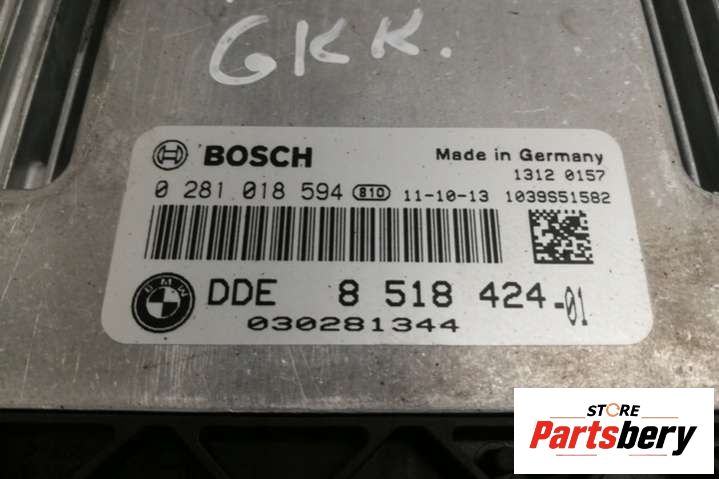 GKK.
BOSCH
Made in Germany
1312 0157
0 281 018 594 810 11-10-13 1039S51582
BMW
DDE 8 518 424-01
030281344
STORE
Partsbery